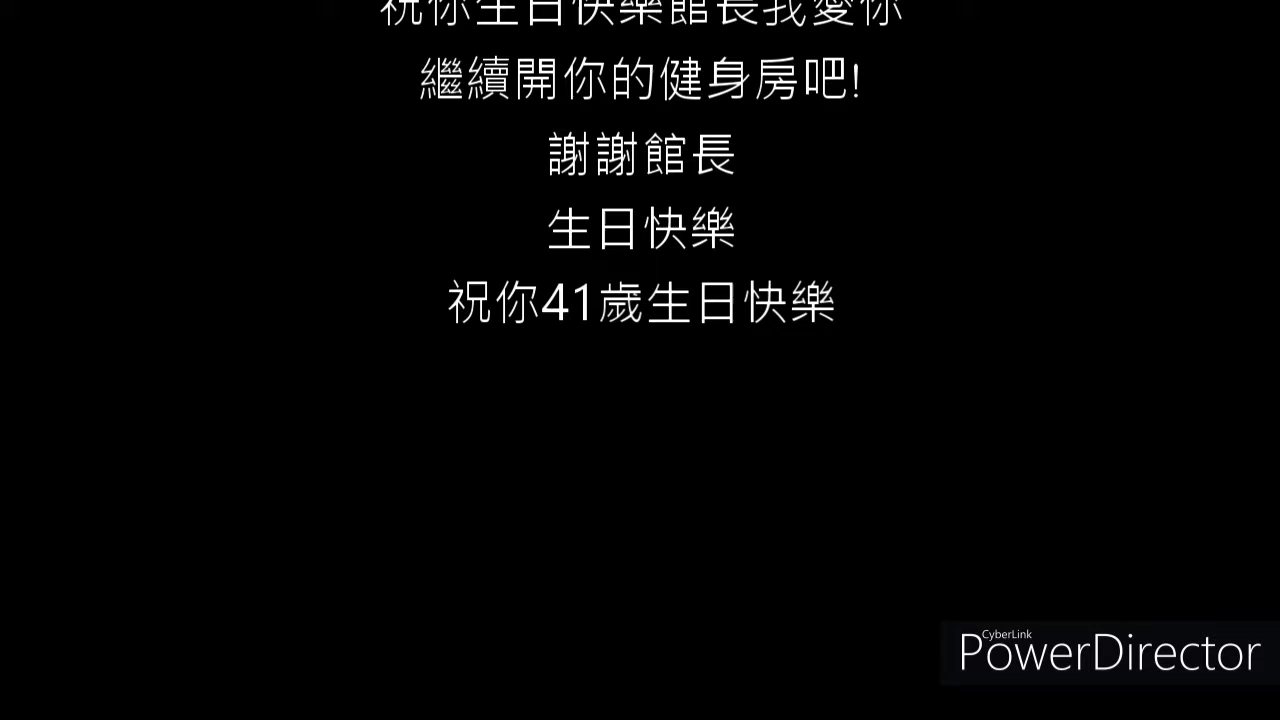 祝你生日快樂館長我愛你
繼續開你的健身房吧!
謝謝館長
生日快樂
祝你41歲生日快樂
CyberLink
PowerDirector